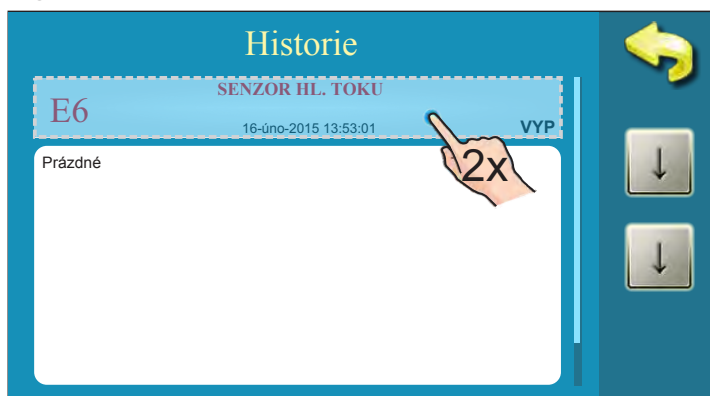 Historie
SENZOR HL. TOKU
E6
16-úno-2015 13:53:01
VYP
Prázdné
2x